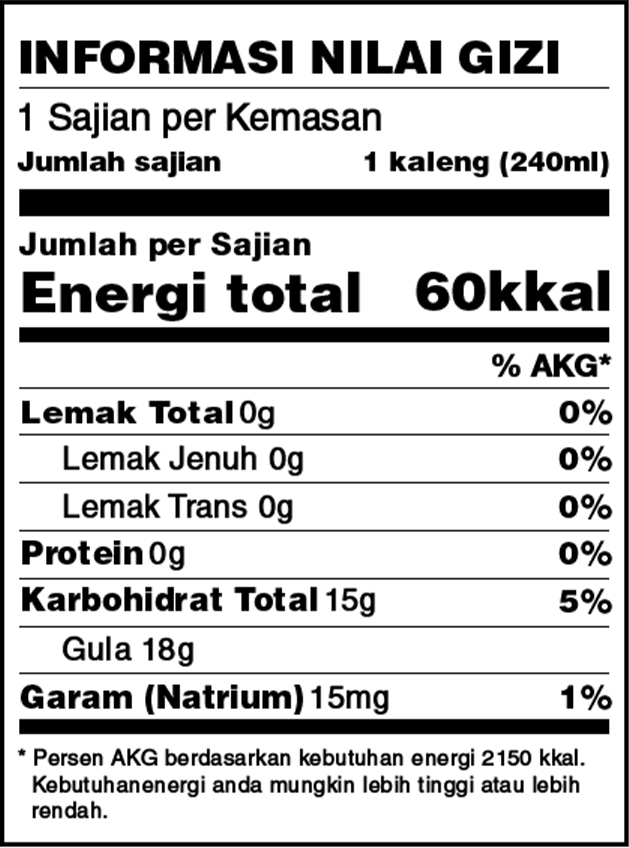 INFORMASI NILAI GIZI
1 Sajian per Kemasan
Jumlah sajian 1 kaleng (240ml)
Jumlah per Sajian
Energi total 60kkal
% AKG*
Lemak Total 0g 0%
Lemak Jenuh 0g 0%
Lemak Trans 0g 0%
Protein 0g 0%
Karbohidrat Total 15g 5%
Gula 18g
Garam (Natrium) 15mg 1%
* Persen AKG berdasarkan kebutuhan energi 2150 kkal.
Kebutuhanenergi anda mungkin lebih tinggi atau lebih
rendah.